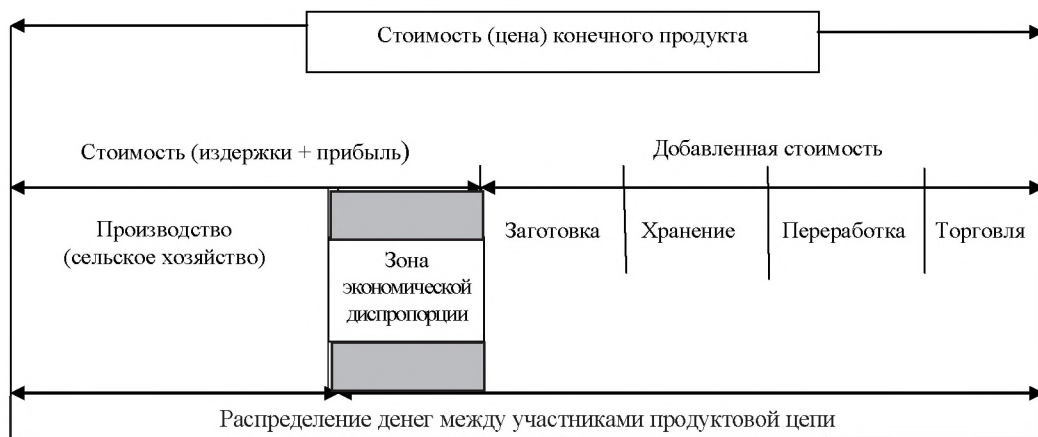 Стоимость (цена) конечного продукта
Стоимость (издержки + прибыль)
Добавленная стоимость
Производство
(сельское хозяйство)
Зона
экономической
диспропорции
Заготовка
Хранение
Переработка
Торговля
Распределение денег между участниками продуктовой цепи